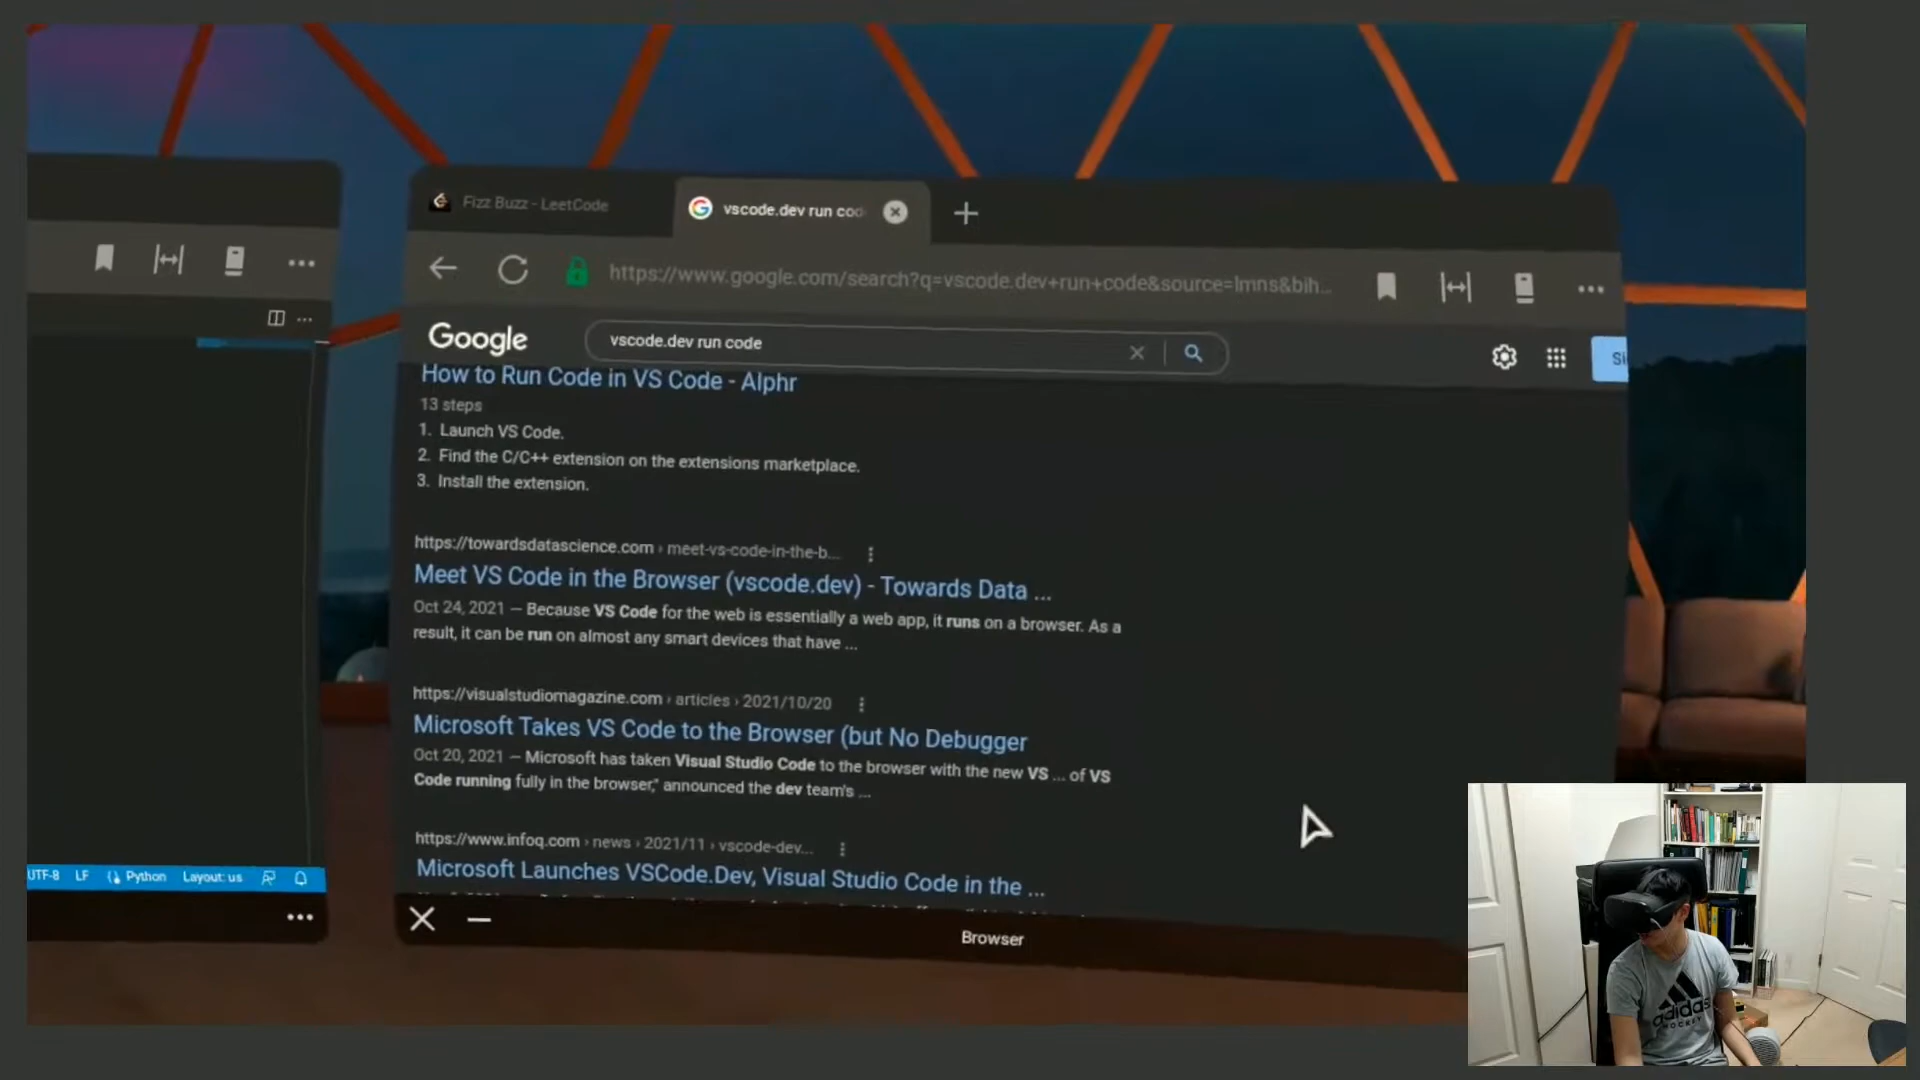 Fizz Buzz - LeetCode
vscode.dev run cod
https://www.google.com/search?q=vscode.dev+run+code&source=lmns&bih...
Google
vscode.dev run code
Si
How to Run Code in VS Code - Alphr
13 steps
1. Launch VS Code.
2. Find the C/C++ extension on the extensions marketplace.
3. Install the extension.
https://towardsdatascience.com › meet-vs-code-in-the-b...
Meet VS Code in the Browser (vscode.dev) - Towards Data ...
Oct 24, 2021 — Because VS Code for the web is essentially a web app, it runs on a browser. As a
result, it can be run on almost any smart devices that have ...
https://visualstudiomagazine.com › articles › 2021/10/20
Microsoft Takes VS Code to the Browser (but No Debugger
Oct 20, 2021 — Microsoft has taken Visual Studio Code to the browser with the new VS ... of VS
Code running fully in the browser," announced the dev team's ...
https://www.infoq.com › news › 2021/11 › vscode-dev...
Microsoft Launches VSCode.Dev, Visual Studio Code in the ...
UTF-8 LF Python Layout: us
Browser
adidas
HOCKEY